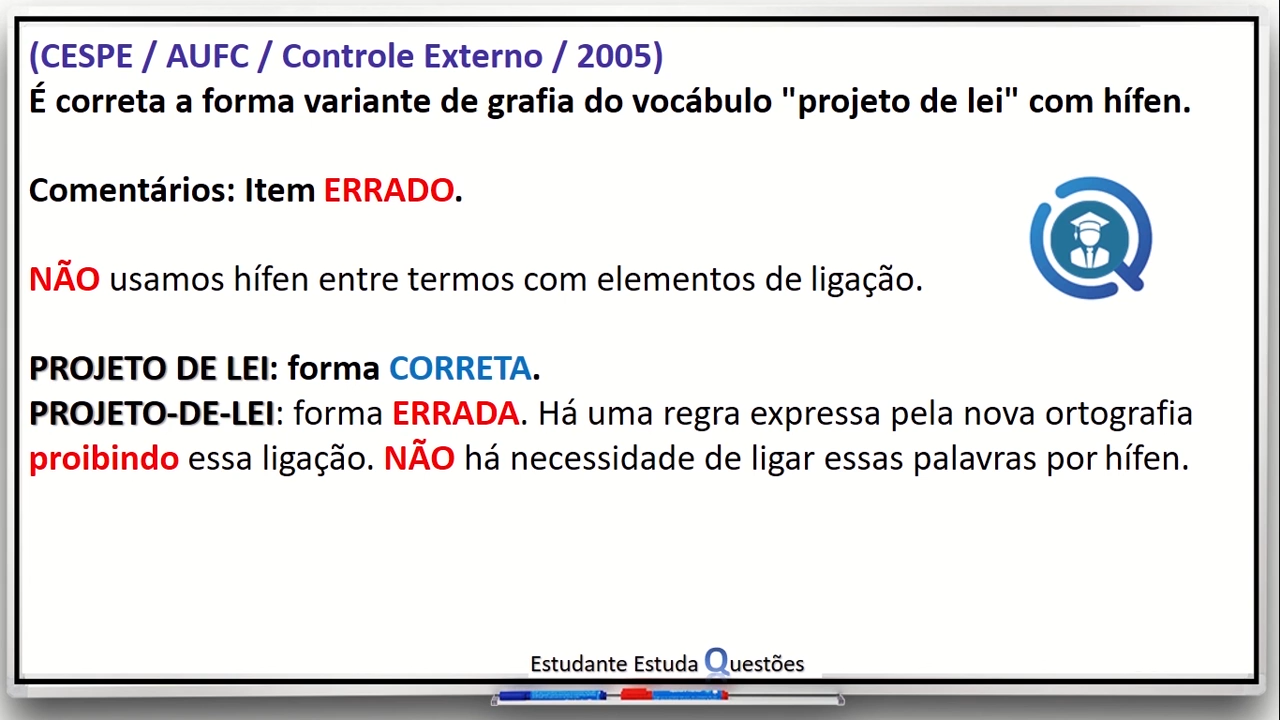 (CESPE / AUFC / Controle Externo / 2005)
É correta a forma variante de grafia do vocábulo "projeto de lei" com hífen.
Comentários: Item ERRADO.
NÃO usamos hífen entre termos com elementos de ligação.
PROJETO DE LEI: forma CORRETA.
PROJETO-DE-LEI: forma ERRADA. Há uma regra expressa pela nova ortografia
proibindo essa ligação. NÃO há necessidade de ligar essas palavras por hífen.
Estudante Estuda Questões